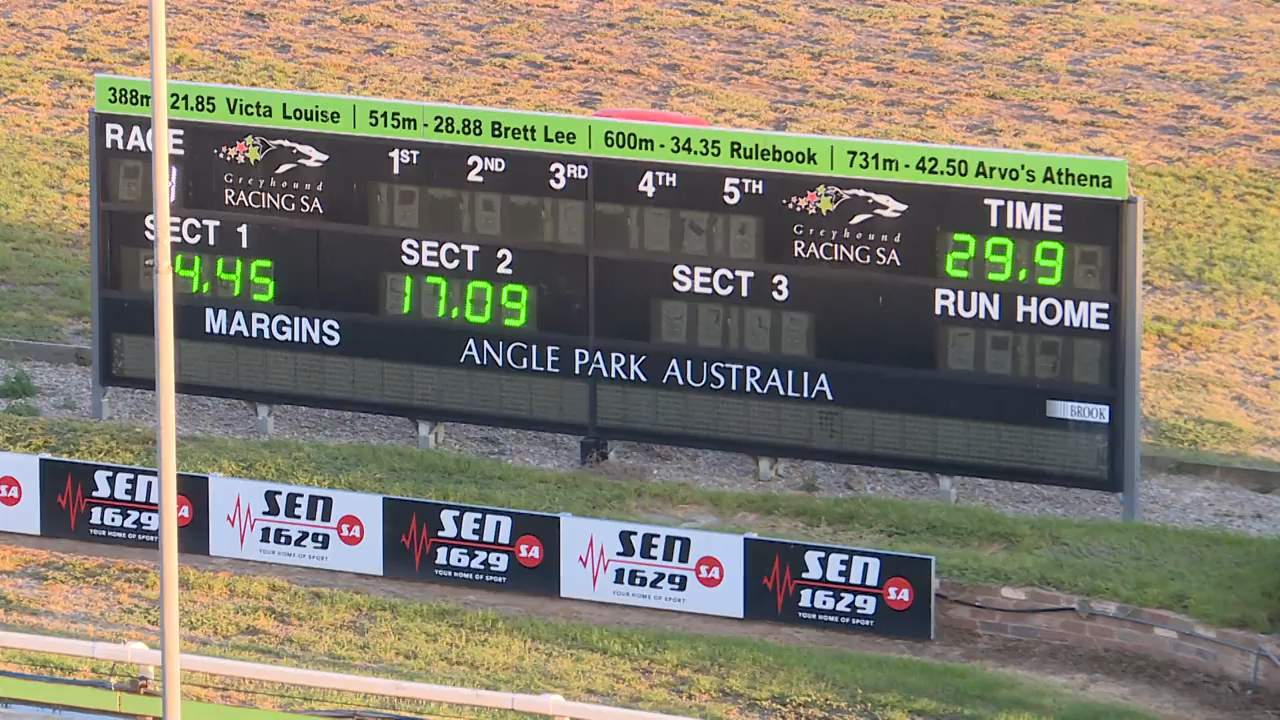 388m 21.85 Victa Louise | 515m - 28.88 Brett Lee | 600m - 34.35 Rulebook | 731m - 42.50 Arvo's Athena
RACE
Greyhound
RACING SA
1ST 2ND 3RD 4TH 5TH
Greyhound
RACING SA
TIME
29.9
SECT 1
4.45
SECT 2
17.09
SECT 3
RUN HOME
MARGINS
ANGLE PARK AUSTRALIA
BROOK
SA
SEN
1629
SA
YOUR HOME OF SPORT
SEN
1629
SA
YOUR HOME OF SPORT
SEN
1629
SA
YOUR HOME OF SPORT
SEN
1629
SA
YOUR HOME OF SPORT
SEN
1629
SA
YOUR HOME OF SPORT